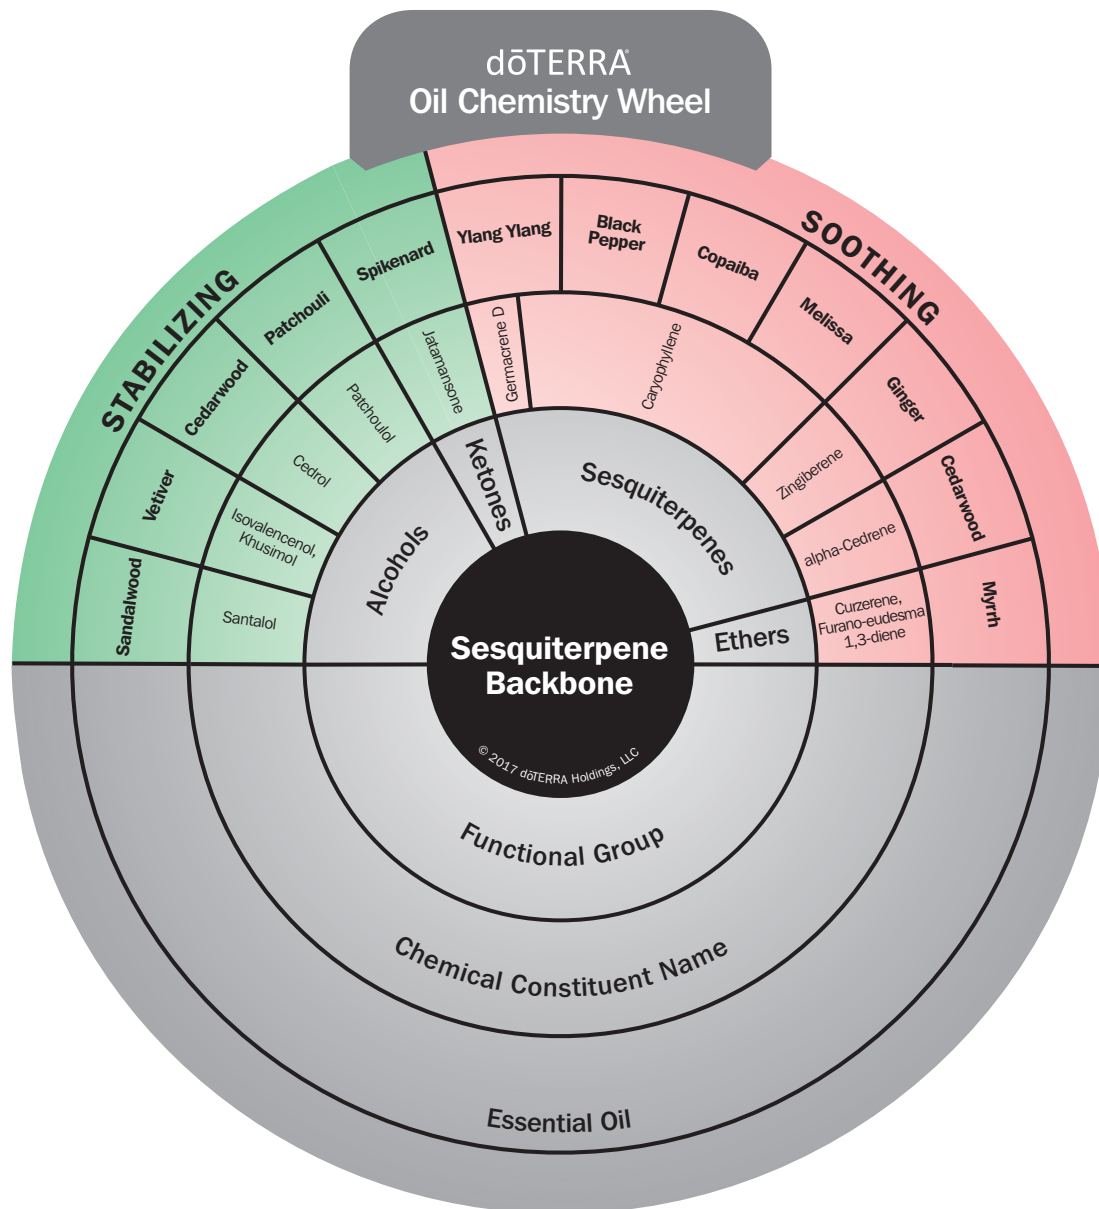 dōTERRA®
Oil Chemistry Wheel
STABILIZING
SOOTHING
Sandalwood
Vetiver
Cedarwood
Patchouli
Spikenard
Ylang Ylang
Black
Pepper
Copaiba
Melissa
Ginger
Cedarwood
Myrrh
Santalol
Isovalencenol,
Khusimol
Cedrol
Patchoulol
Jatamansone
Germacrene D
Caryophyllene
Zingiberene
alpha-Cedrene
Curzerene,
Furano-eudesma
1,3-diene
Alcohols
Ketones
Sesquiterpenes
Ethers
Sesquiterpene
Backbone
© 2017 dōTERRA Holdings, LLC
Functional Group
Chemical Constituent Name
Essential Oil